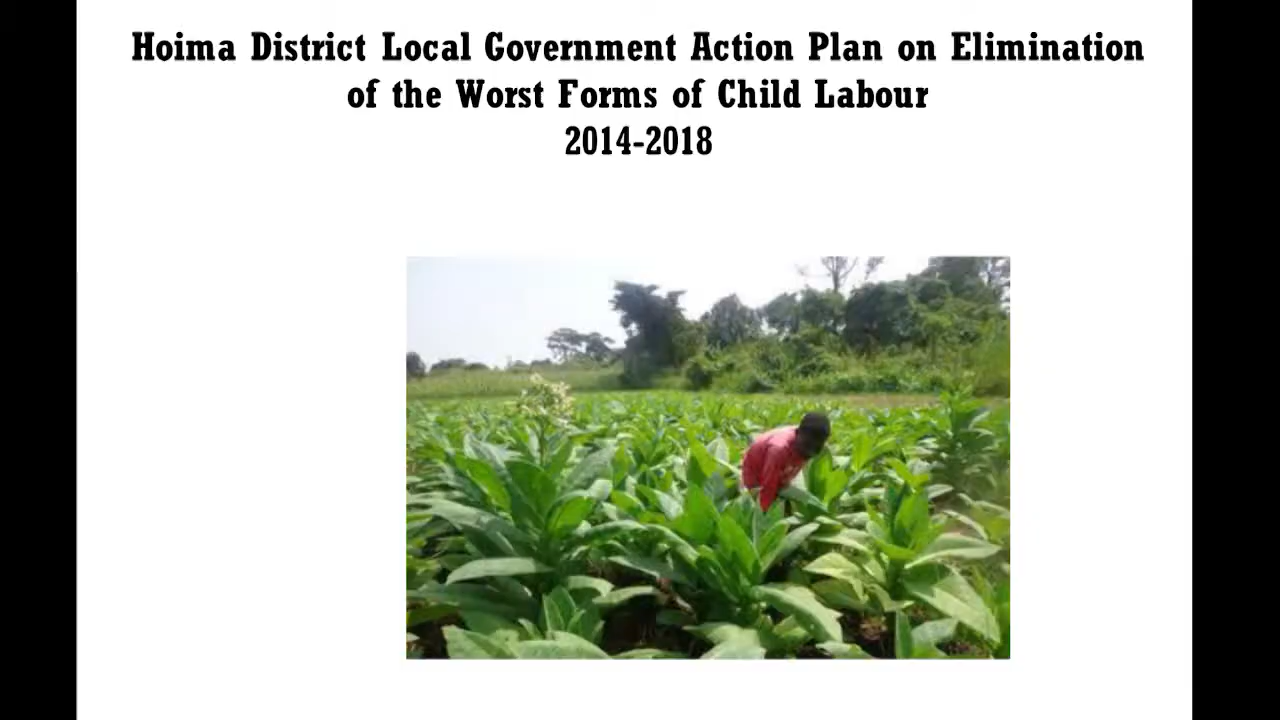 Hoima District Local Government Action Plan on Elimination
of the Worst Forms of Child Labour
2014-2018